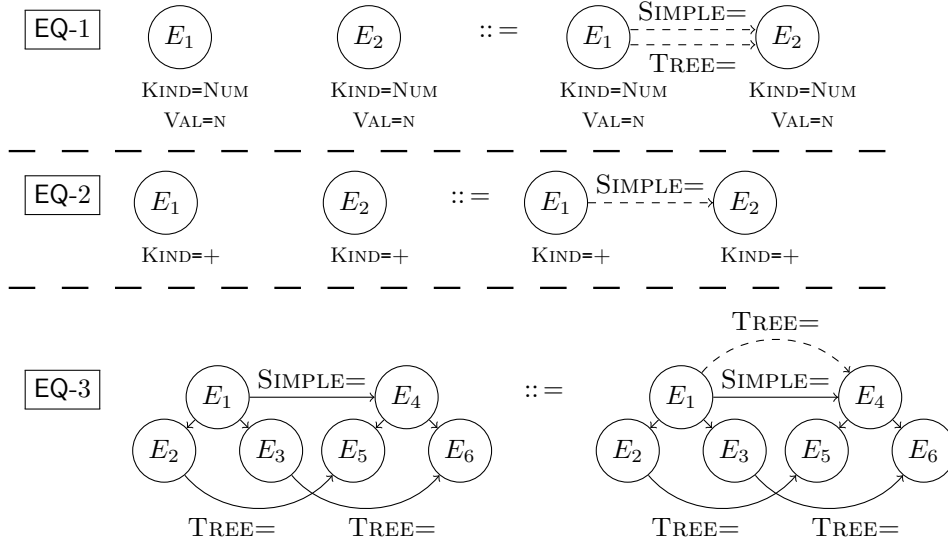 EQ-1 E1 E2 ::= E1 SIMPLE= TREE= E2
KIND=NUM KIND=NUM KIND=NUM KIND=NUM
VAL=N VAL=N VAL=N VAL=N
EQ-2 E1 E2 ::= E1 SIMPLE= E2
KIND=+ KIND=+ KIND=+ KIND=+
TREE=
EQ-3 E1 SIMPLE= E4 ::= E1 SIMPLE= E4
E2 E3 E5 E6 E2 E3 E5 E6
TREE= TREE= TREE= TREE=